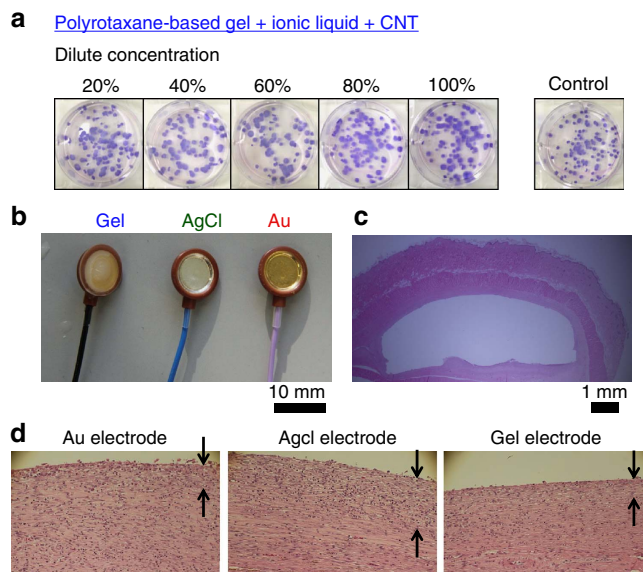 a Polyrotaxane-based gel + ionic liquid + CNT
Dilute concentration
20% 40% 60% 80% 100% Control
b Gel AgCl Au c
10 mm 1 mm
d Au electrode Agcl electrode Gel electrode